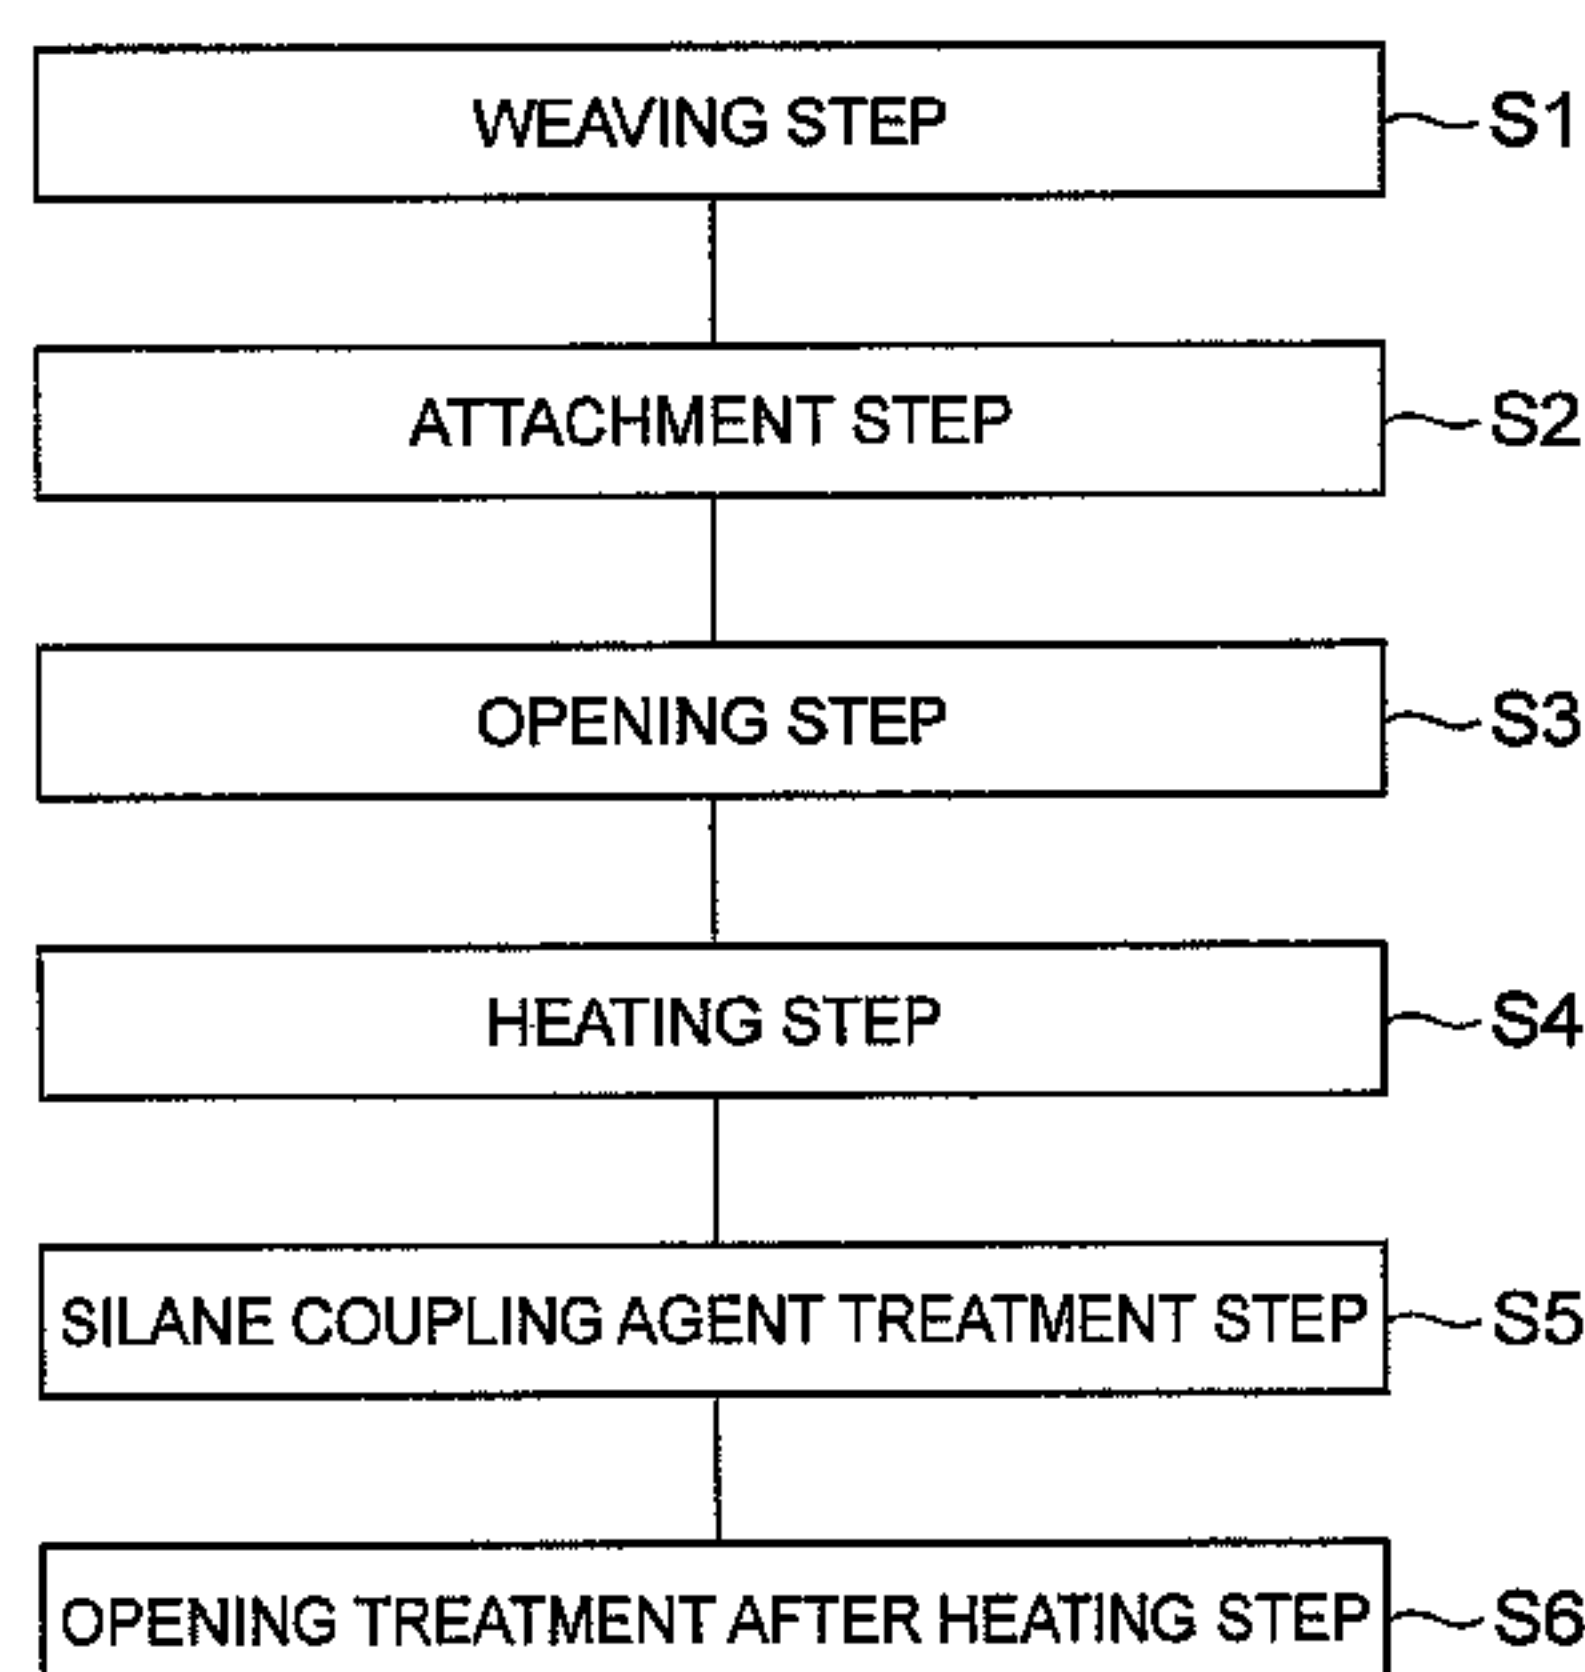 WEAVING STEP S1
ATTACHMENT STEP S2
OPENING STEP S3
HEATING STEP S4
SILANE COUPLING AGENT TREATMENT STEP S5
OPENING TREATMENT AFTER HEATING STEP S6